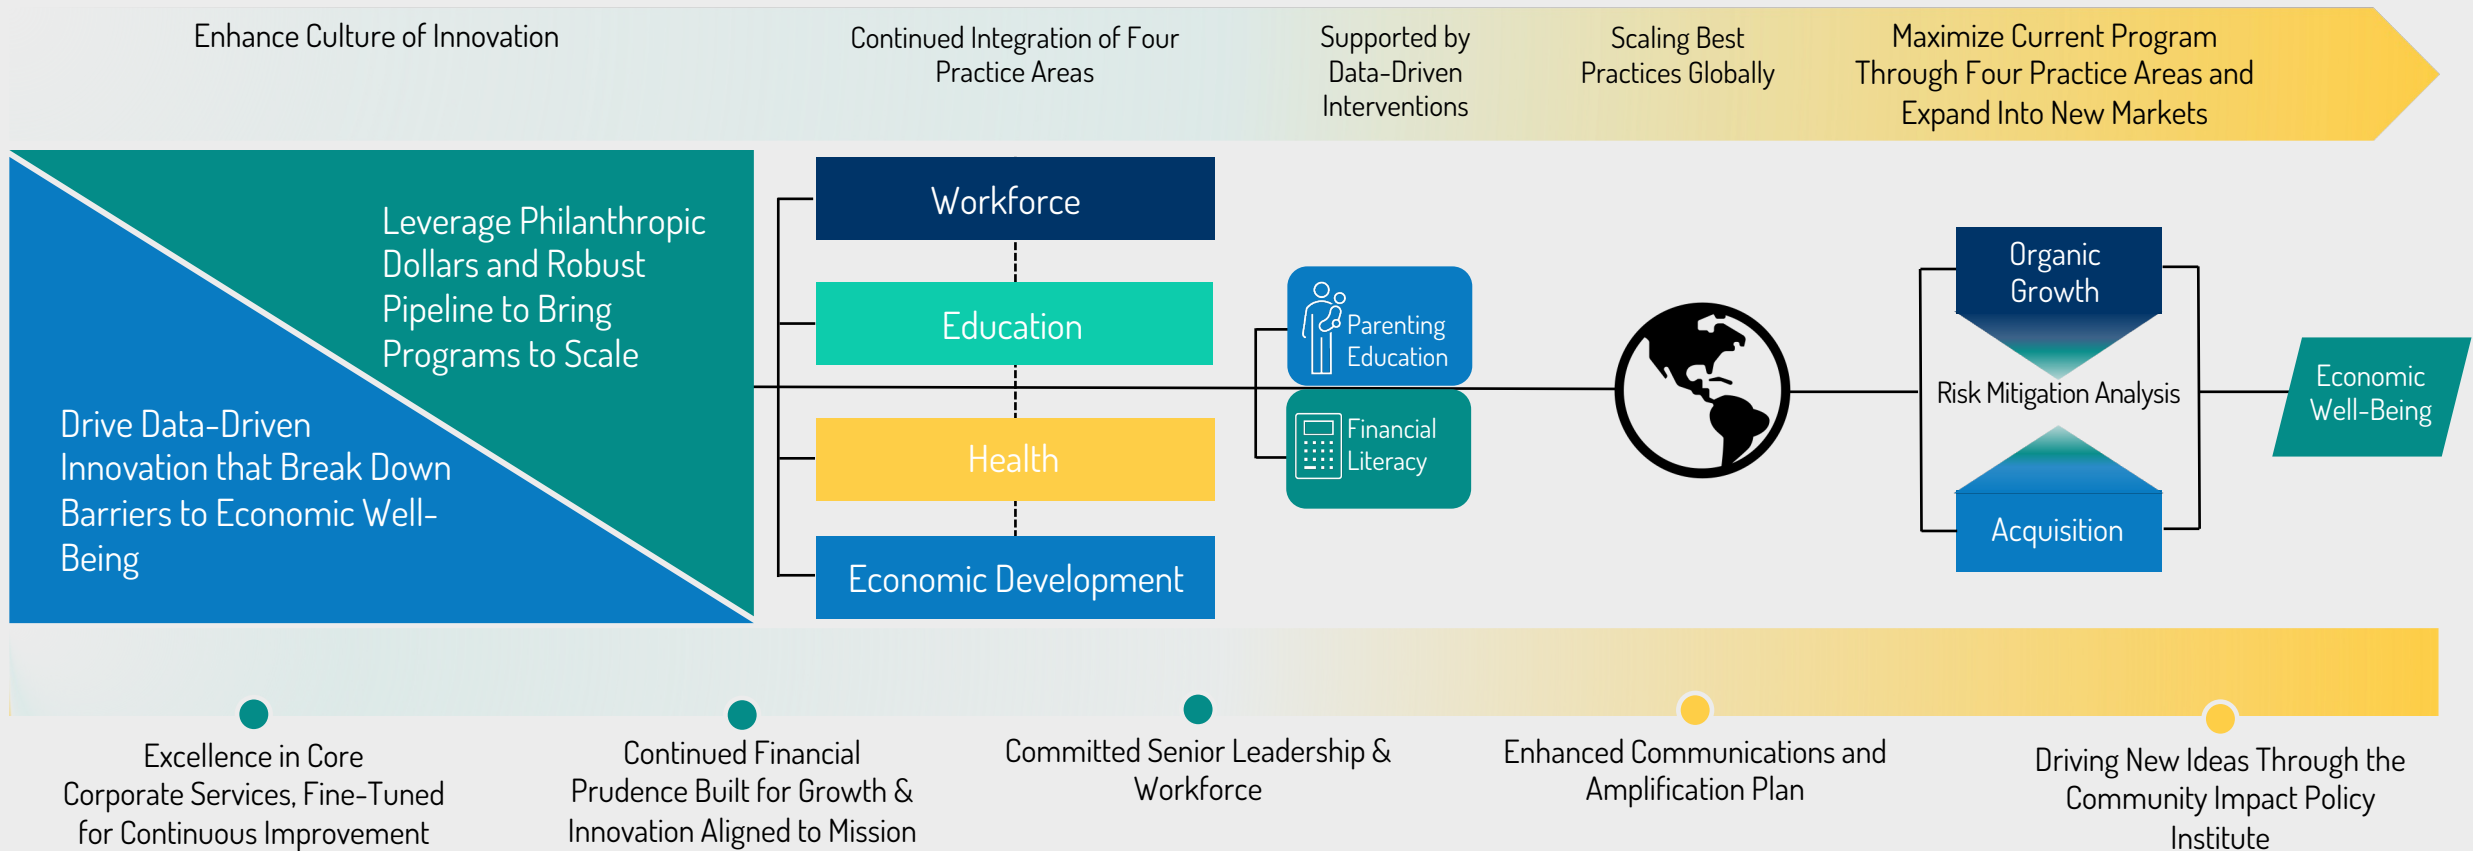 Enhance Culture of Innovation
Continued Integration of Four
Practice Areas
Supported by
Data-Driven
Interventions
Scaling Best
Practices Globally
Maximize Current Program
Through Four Practice Areas and
Expand Into New Markets
Leverage Philanthropic
Dollars and Robust
Pipeline to Bring
Programs to Scale
Drive Data-Driven
Innovation that Break Down
Barriers to Economic Well-
Being
Workforce
Education
Health
Economic Development
Parenting
Education
Financial
Literacy
Organic
Growth
Risk Mitigation Analysis
Acquisition
Economic
Well-Being
Excellence in Core
Corporate Services, Fine-Tuned
for Continuous Improvement
Continued Financial
Prudence Built for Growth &
Innovation Aligned to Mission
Committed Senior Leadership &
Workforce
Enhanced Communications and
Amplification Plan
Driving New Ideas Through the
Community Impact Policy
Institute